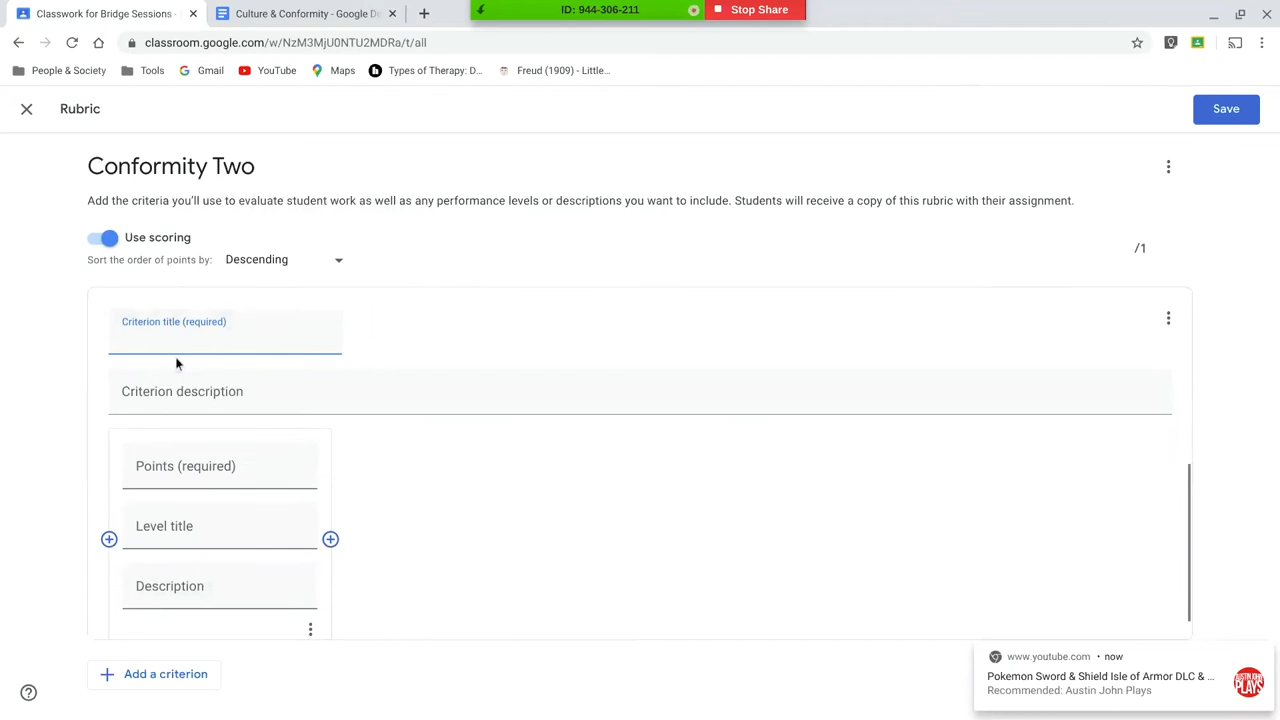 Classwork for Bridge Sessions
Culture & Conformity - Google D
ID: 944-306-211
Stop Share
classroom.google.com/w/NzM3MjU0NTU2MDRa/t/all
People & Society
Tools
Gmail
YouTube
Maps
Types of Therapy: D...
Freud (1909) – Little...
Rubric
Save
Conformity Two
Add the criteria you'll use to evaluate student work as well as any performance levels or descriptions you want to include. Students will receive a copy of this rubric with their assignment.
Use scoring
/1
Sort the order of points by: Descending
Criterion title (required)
Criterion description
Points (required)
Level title
Description
Add a criterion
www.youtube.com • now
Pokemon Sword & Shield Isle of Armor DLC & ...
Recommended: Austin John Plays
AUSTIN JOHN
PLAYS